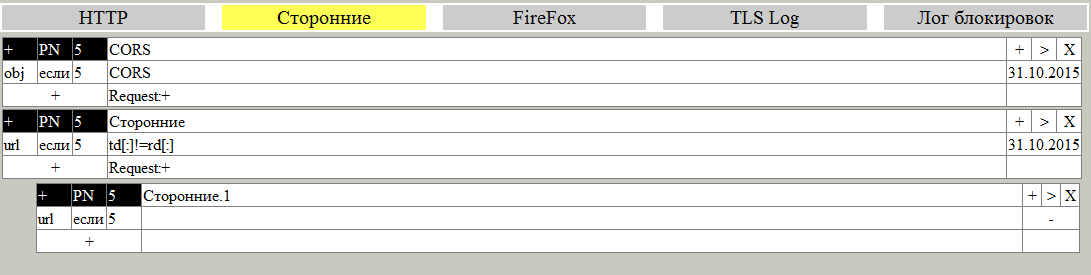 HTTP Сторонние FireFox TLS Log Лог блокировок
+ PN 5 CORS + > X
obj если 5 CORS 31.10.2015
+ Request:+
+ PN 5 Сторонние + > X
url если 5 td[:]!=rd[:] 31.10.2015
+ Request:+
+ PN 5 Сторонние.1 + > X
url если 5 -
+